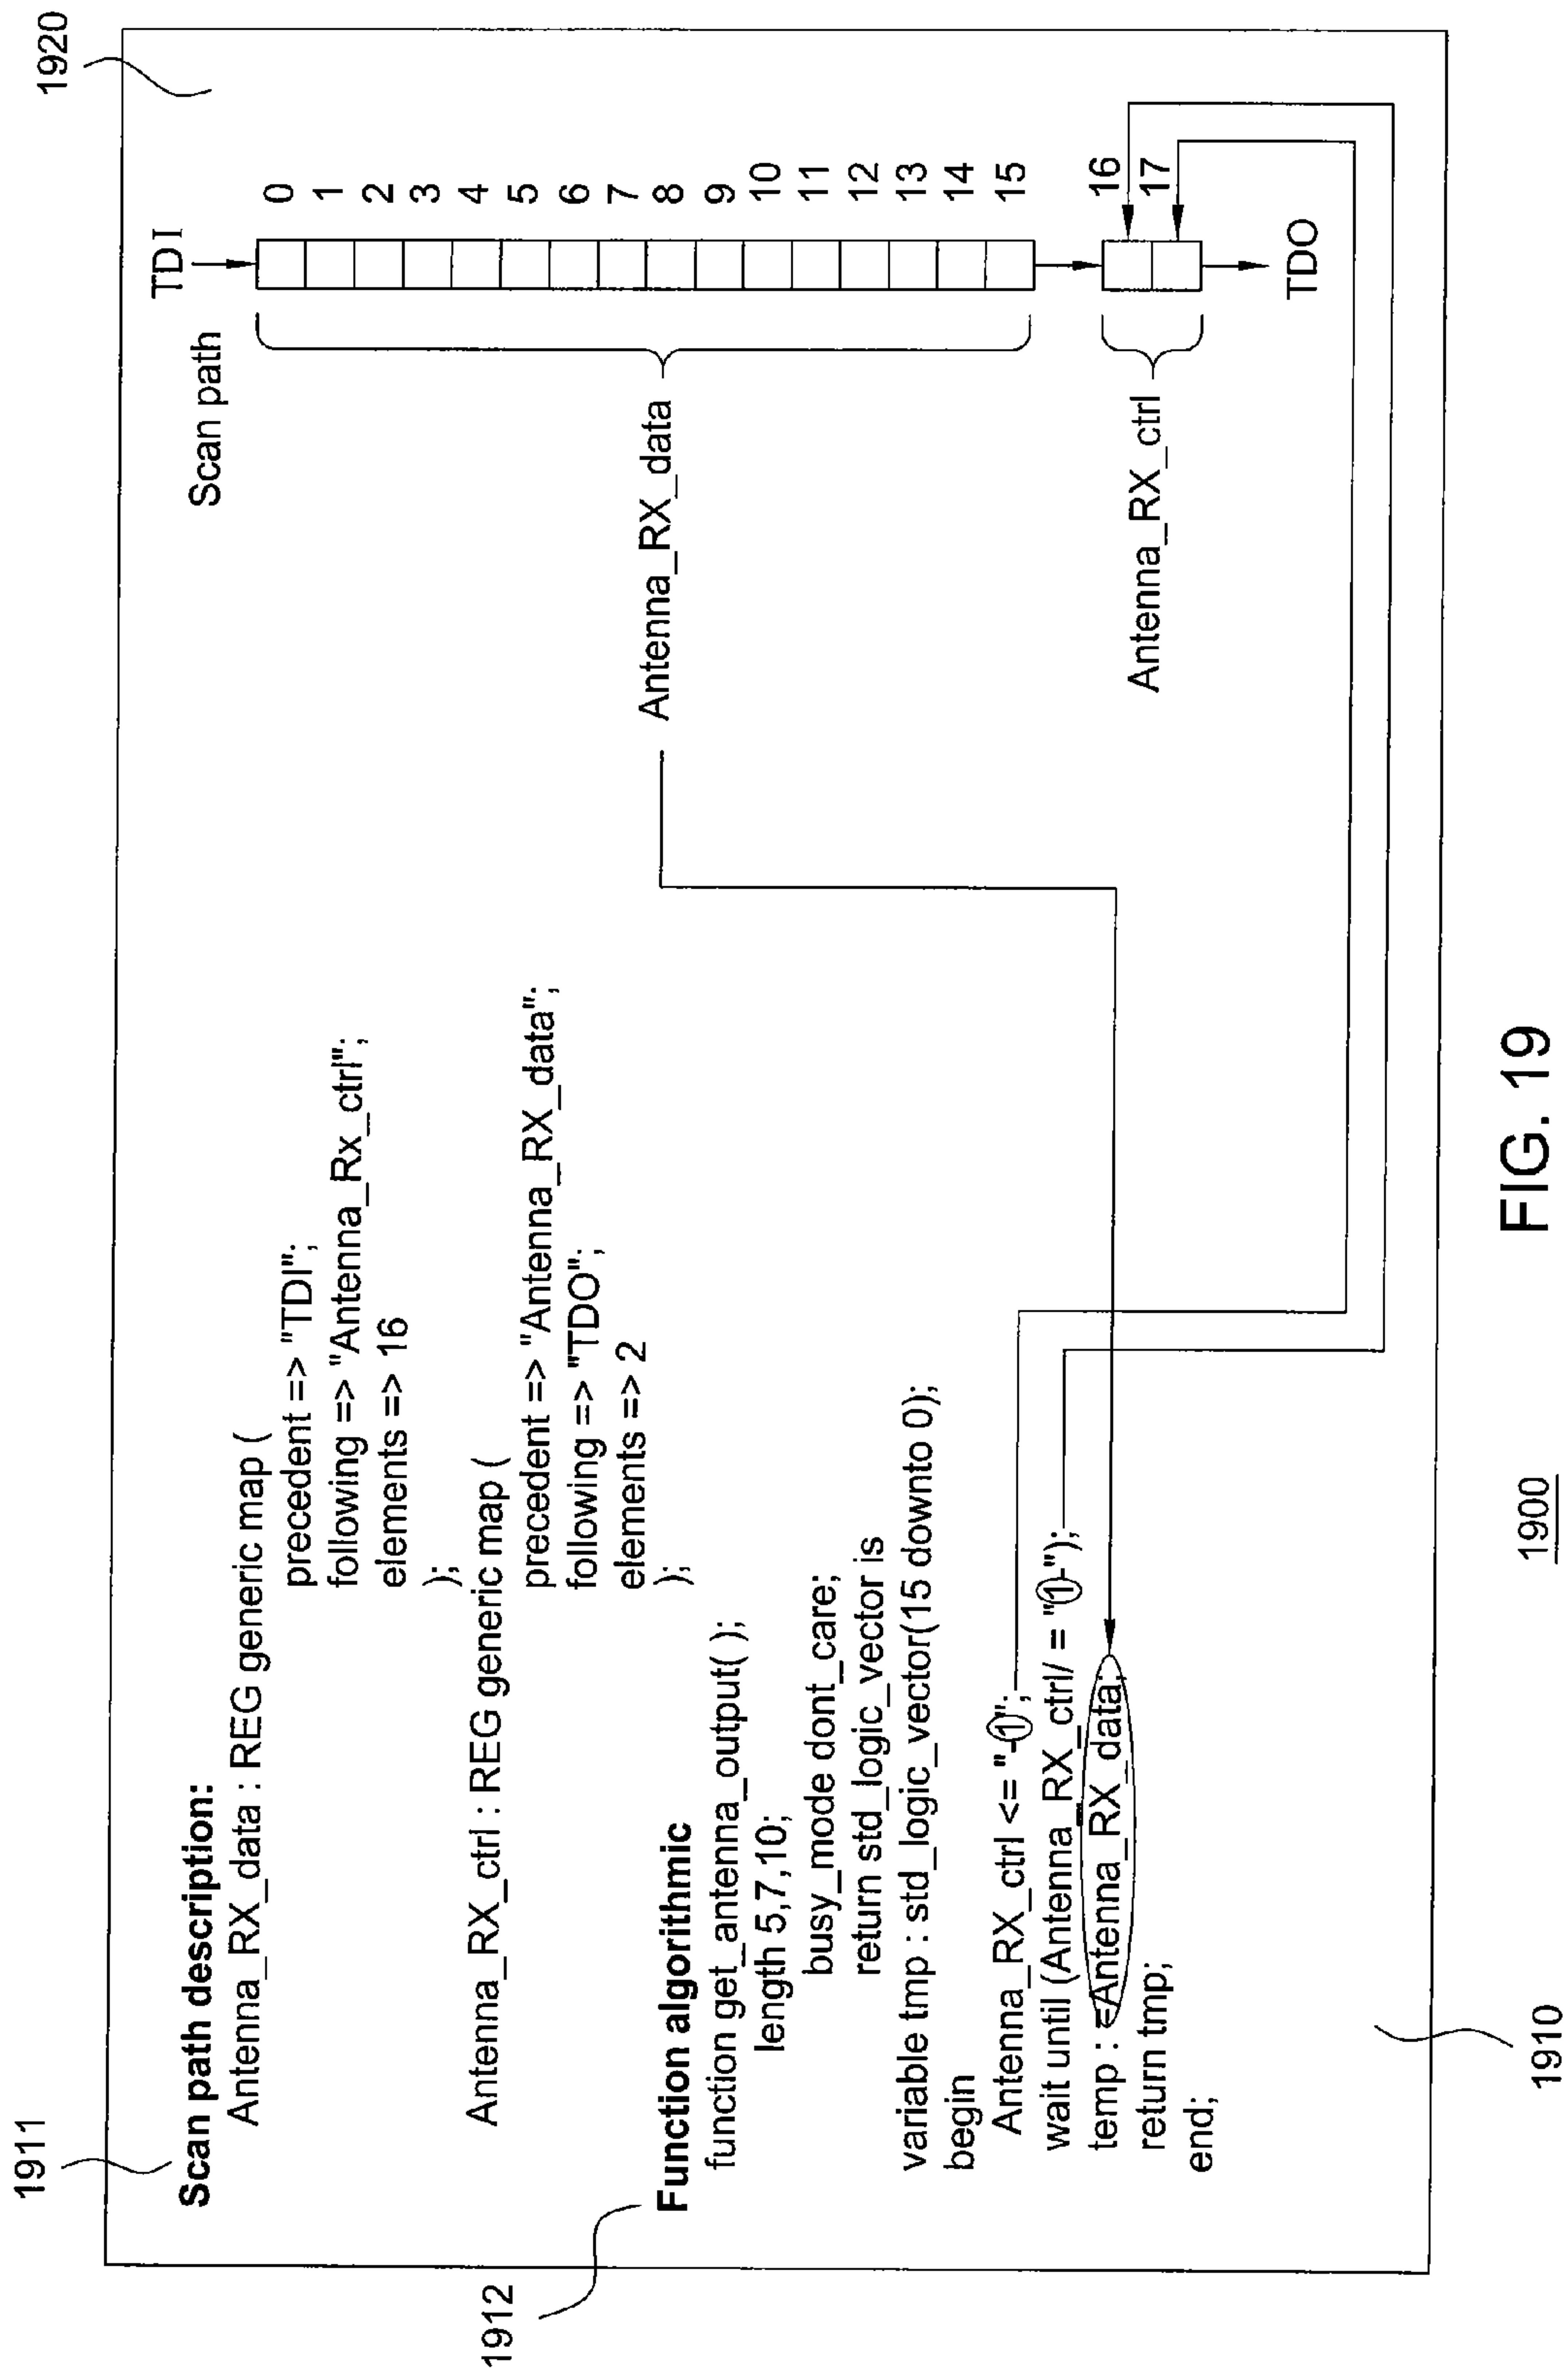 1911
Scan path description:
Antenna_RX_data : REG generic map (
precedent => "TDI";
following => "Antenna_Rx_ctrl";
elements => 16
);
Antenna_RX_ctrl : REG generic map (
precedent => "Antenna_RX_data";
following => "TDO";
elements => 2
);
1912
Function algorithmic
function get_antenna_output( );
length 5,7,10;
busy_mode dont_care;
return std_logic_vector is
variable tmp : std_logic_vector(15 downto 0);
begin
Antenna_RX_ctrl <= "-1";
wait until (Antenna_RX_ctrl/ = "1-");
temp : =Antenna_RX_data;
return tmp;
end;
1910
1920
Scan path
TDI
0
1
2
3
4
5
6
7
8
9
10
11
12
13
14
15
16
17
TDO
Antenna_RX_data
Antenna_RX_ctrl
1900
FIG. 19